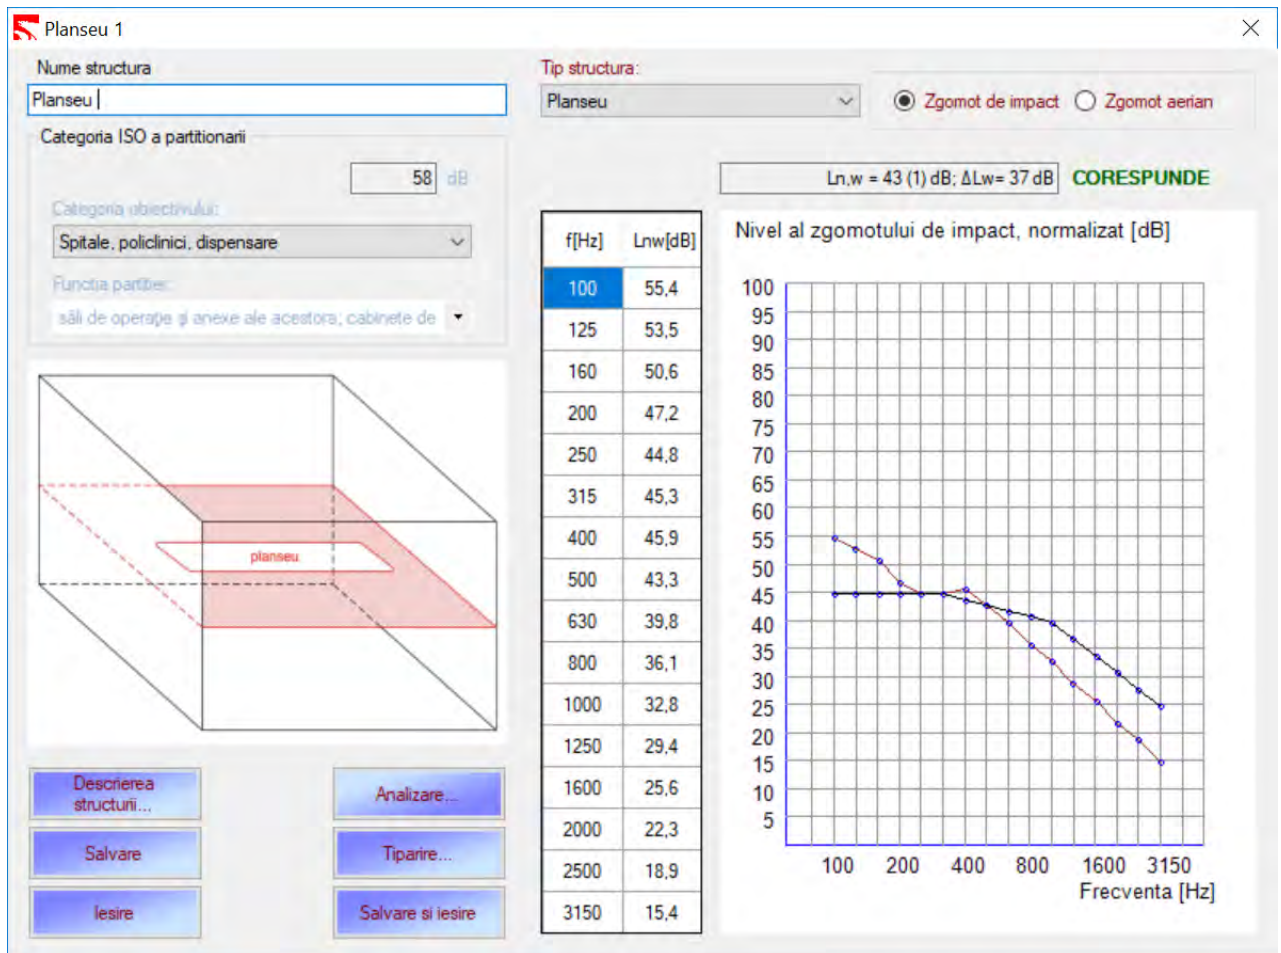 Planseu 1
Nume structura
Planseu
Categoria ISO a partitionarii
58 dB
Categoria obiectivului:
Spitale, policlinici, dispensare
Functia partitiei:
săli de operaţie şi anexe ale acestora; cabinete de
planseu
Descrierea
structurii...
Analizare...
Salvare
Tiparire...
Iesire
Salvare si iesire
Tip structura:
Planseu
Zgomot de impact
Zgomot aerian
Ln,w = 43 (1) dB; ΔLw= 37 dB
CORESPUNDE
f[Hz] Lnw[dB]
100 55,4
125 53,5
160 50,6
200 47,2
250 44,8
315 45,3
400 45,9
500 43,3
630 39,8
800 36,1
1000 32,8
1250 29,4
1600 25,6
2000 22,3
2500 18,9
3150 15,4
Nivel al zgomotului de impact, normalizat [dB]
100
95
90
85
80
75
70
65
60
55
50
45
40
35
30
25
20
15
10
5
100 200 400 800 1600 3150
Frecventa [Hz]